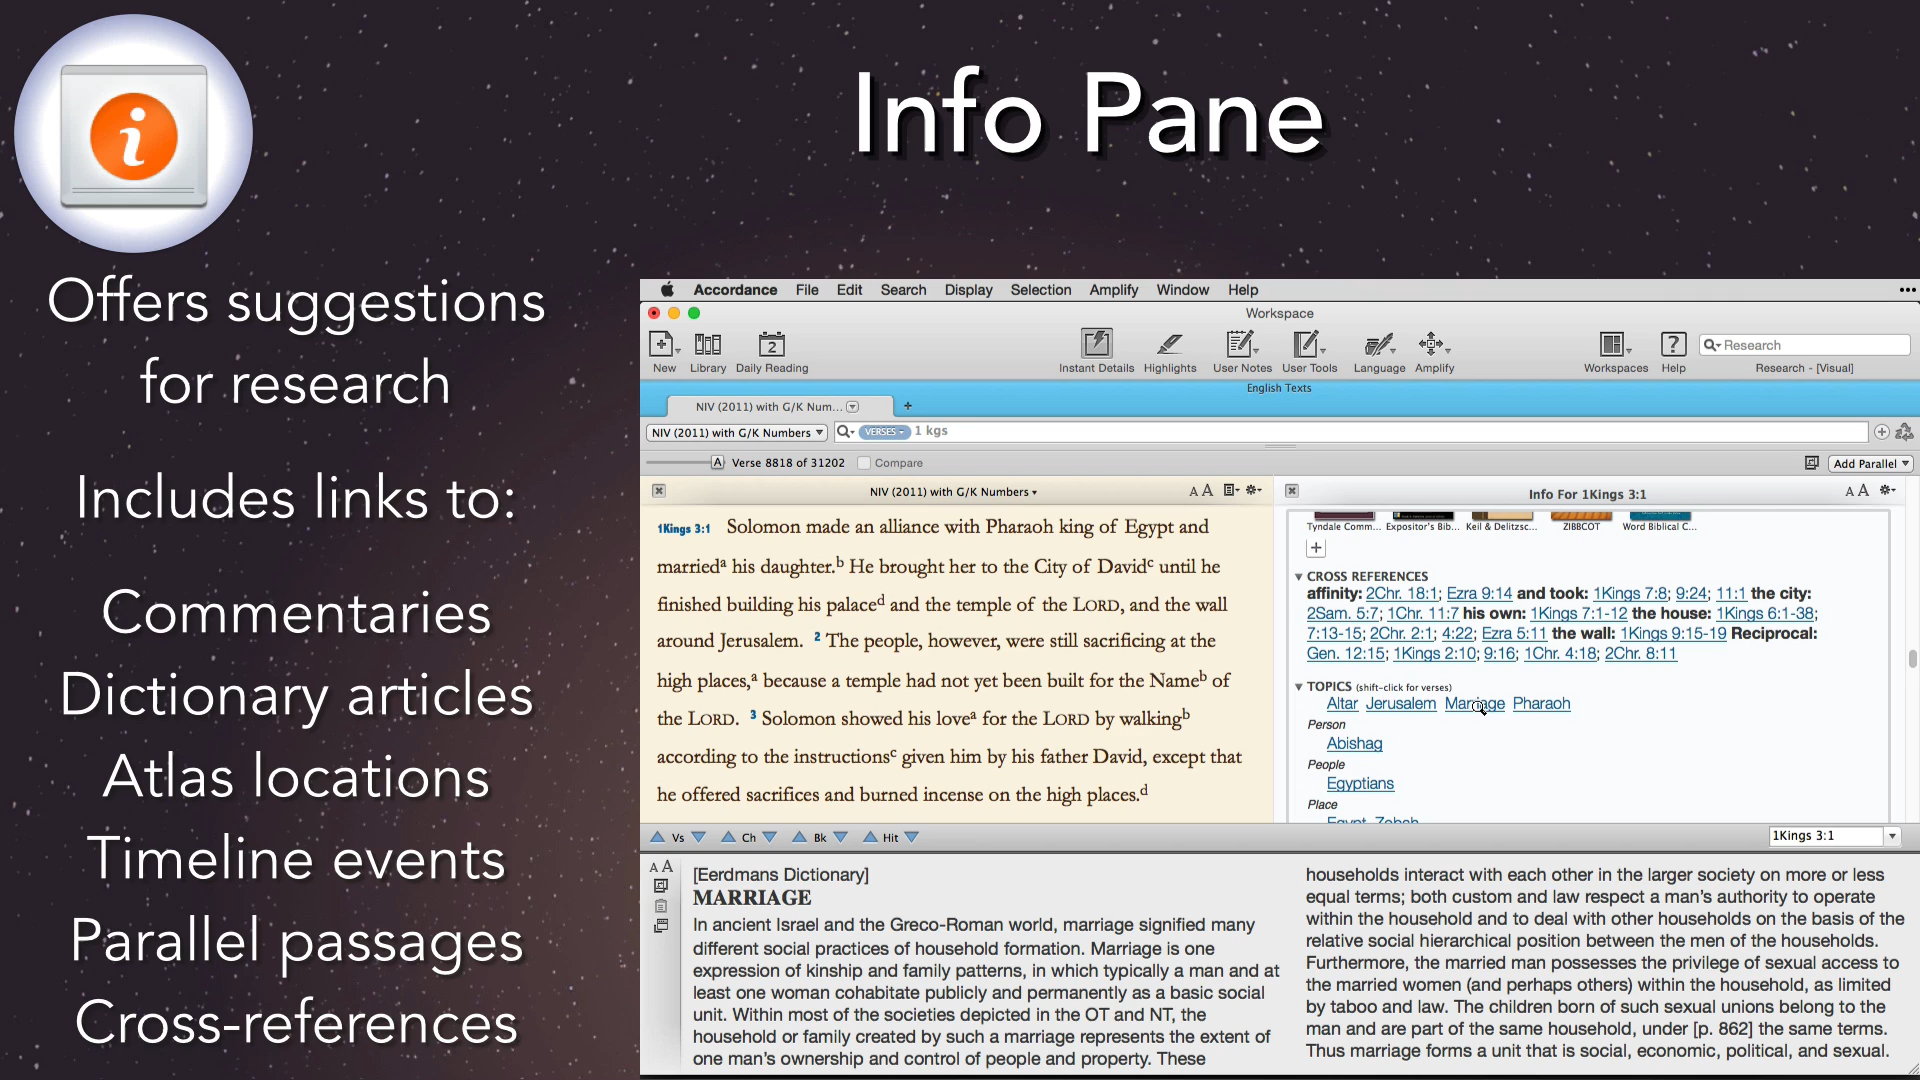 Info Pane
Offers suggestions
for research
Includes links to:
Commentaries
Dictionary articles
Atlas locations
Timeline events
Parallel passages
Cross-references
Accordance File Edit Search Display Selection Amplify Window Help
Workspace
New Library Daily Reading Instant Details Highlights User Notes User Tools Language Amplify Workspaces Help Research
Research - [Visual]
English Texts
NIV (2011) with G/K Num...
NIV (2011) with G/K Numbers VERSES 1 kgs
A Verse 8818 of 31202 Compare Add Parallel
NIV (2011) with G/K Numbers
1Kings 3:1 Solomon made an alliance with Pharaoh king of Egypt and
marriedᵃ his daughter.ᵇ He brought her to the City of Davidᶜ until he
finished building his palaceᵈ and the temple of the LORD, and the wall
around Jerusalem. ² The people, however, were still sacrificing at the
high places,ᵃ because a temple had not yet been built for the Nameᵇ of
the LORD. ³ Solomon showed his loveᵃ for the LORD by walkingᵇ
according to the instructionsᶜ given him by his father David, except that
he offered sacrifices and burned incense on the high places.ᵈ
Info For 1Kings 3:1
Tyndale Comm... Expositor's Bib... Keil & Delitzsc... ZIBBCOT Word Biblical C...
CROSS REFERENCES
affinity: 2Chr. 18:1; Ezra 9:14 and took: 1Kings 7:8; 9:24; 11:1 the city:
2Sam. 5:7; 1Chr. 11:7 his own: 1Kings 7:1-12 the house: 1Kings 6:1-38;
7:13-15; 2Chr. 2:1; 4:22; Ezra 5:11 the wall: 1Kings 9:15-19 Reciprocal:
Gen. 12:15; 1Kings 2:10; 9:16; 1Chr. 4:18; 2Chr. 8:11
TOPICS (shift-click for verses)
Altar Jerusalem Marriage Pharaoh
Person
Abishag
People
Egyptians
Place
Egypt Zobah
Vs Ch Bk Hit 1Kings 3:1
[Eerdmans Dictionary]
MARRIAGE
In ancient Israel and the Greco-Roman world, marriage signified many
different social practices of household formation. Marriage is one
expression of kinship and family patterns, in which typically a man and at
least one woman cohabitate publicly and permanently as a basic social
unit. Within most of the societies depicted in the OT and NT, the
household or family created by such a marriage represents the extent of
one man's ownership and control of people and property. These
households interact with each other in the larger society on more or less
equal terms; both custom and law respect a man's authority to operate
within the household and to deal with other households on the basis of the
relative social hierarchical position between the men of the households.
Furthermore, the married man possesses the privilege of sexual access to
the married women (and perhaps others) within the household, as limited
by taboo and law. The children born of such sexual unions belong to the
man and are part of the same household, under [p. 862] the same terms.
Thus marriage forms a unit that is social, economic, political, and sexual.